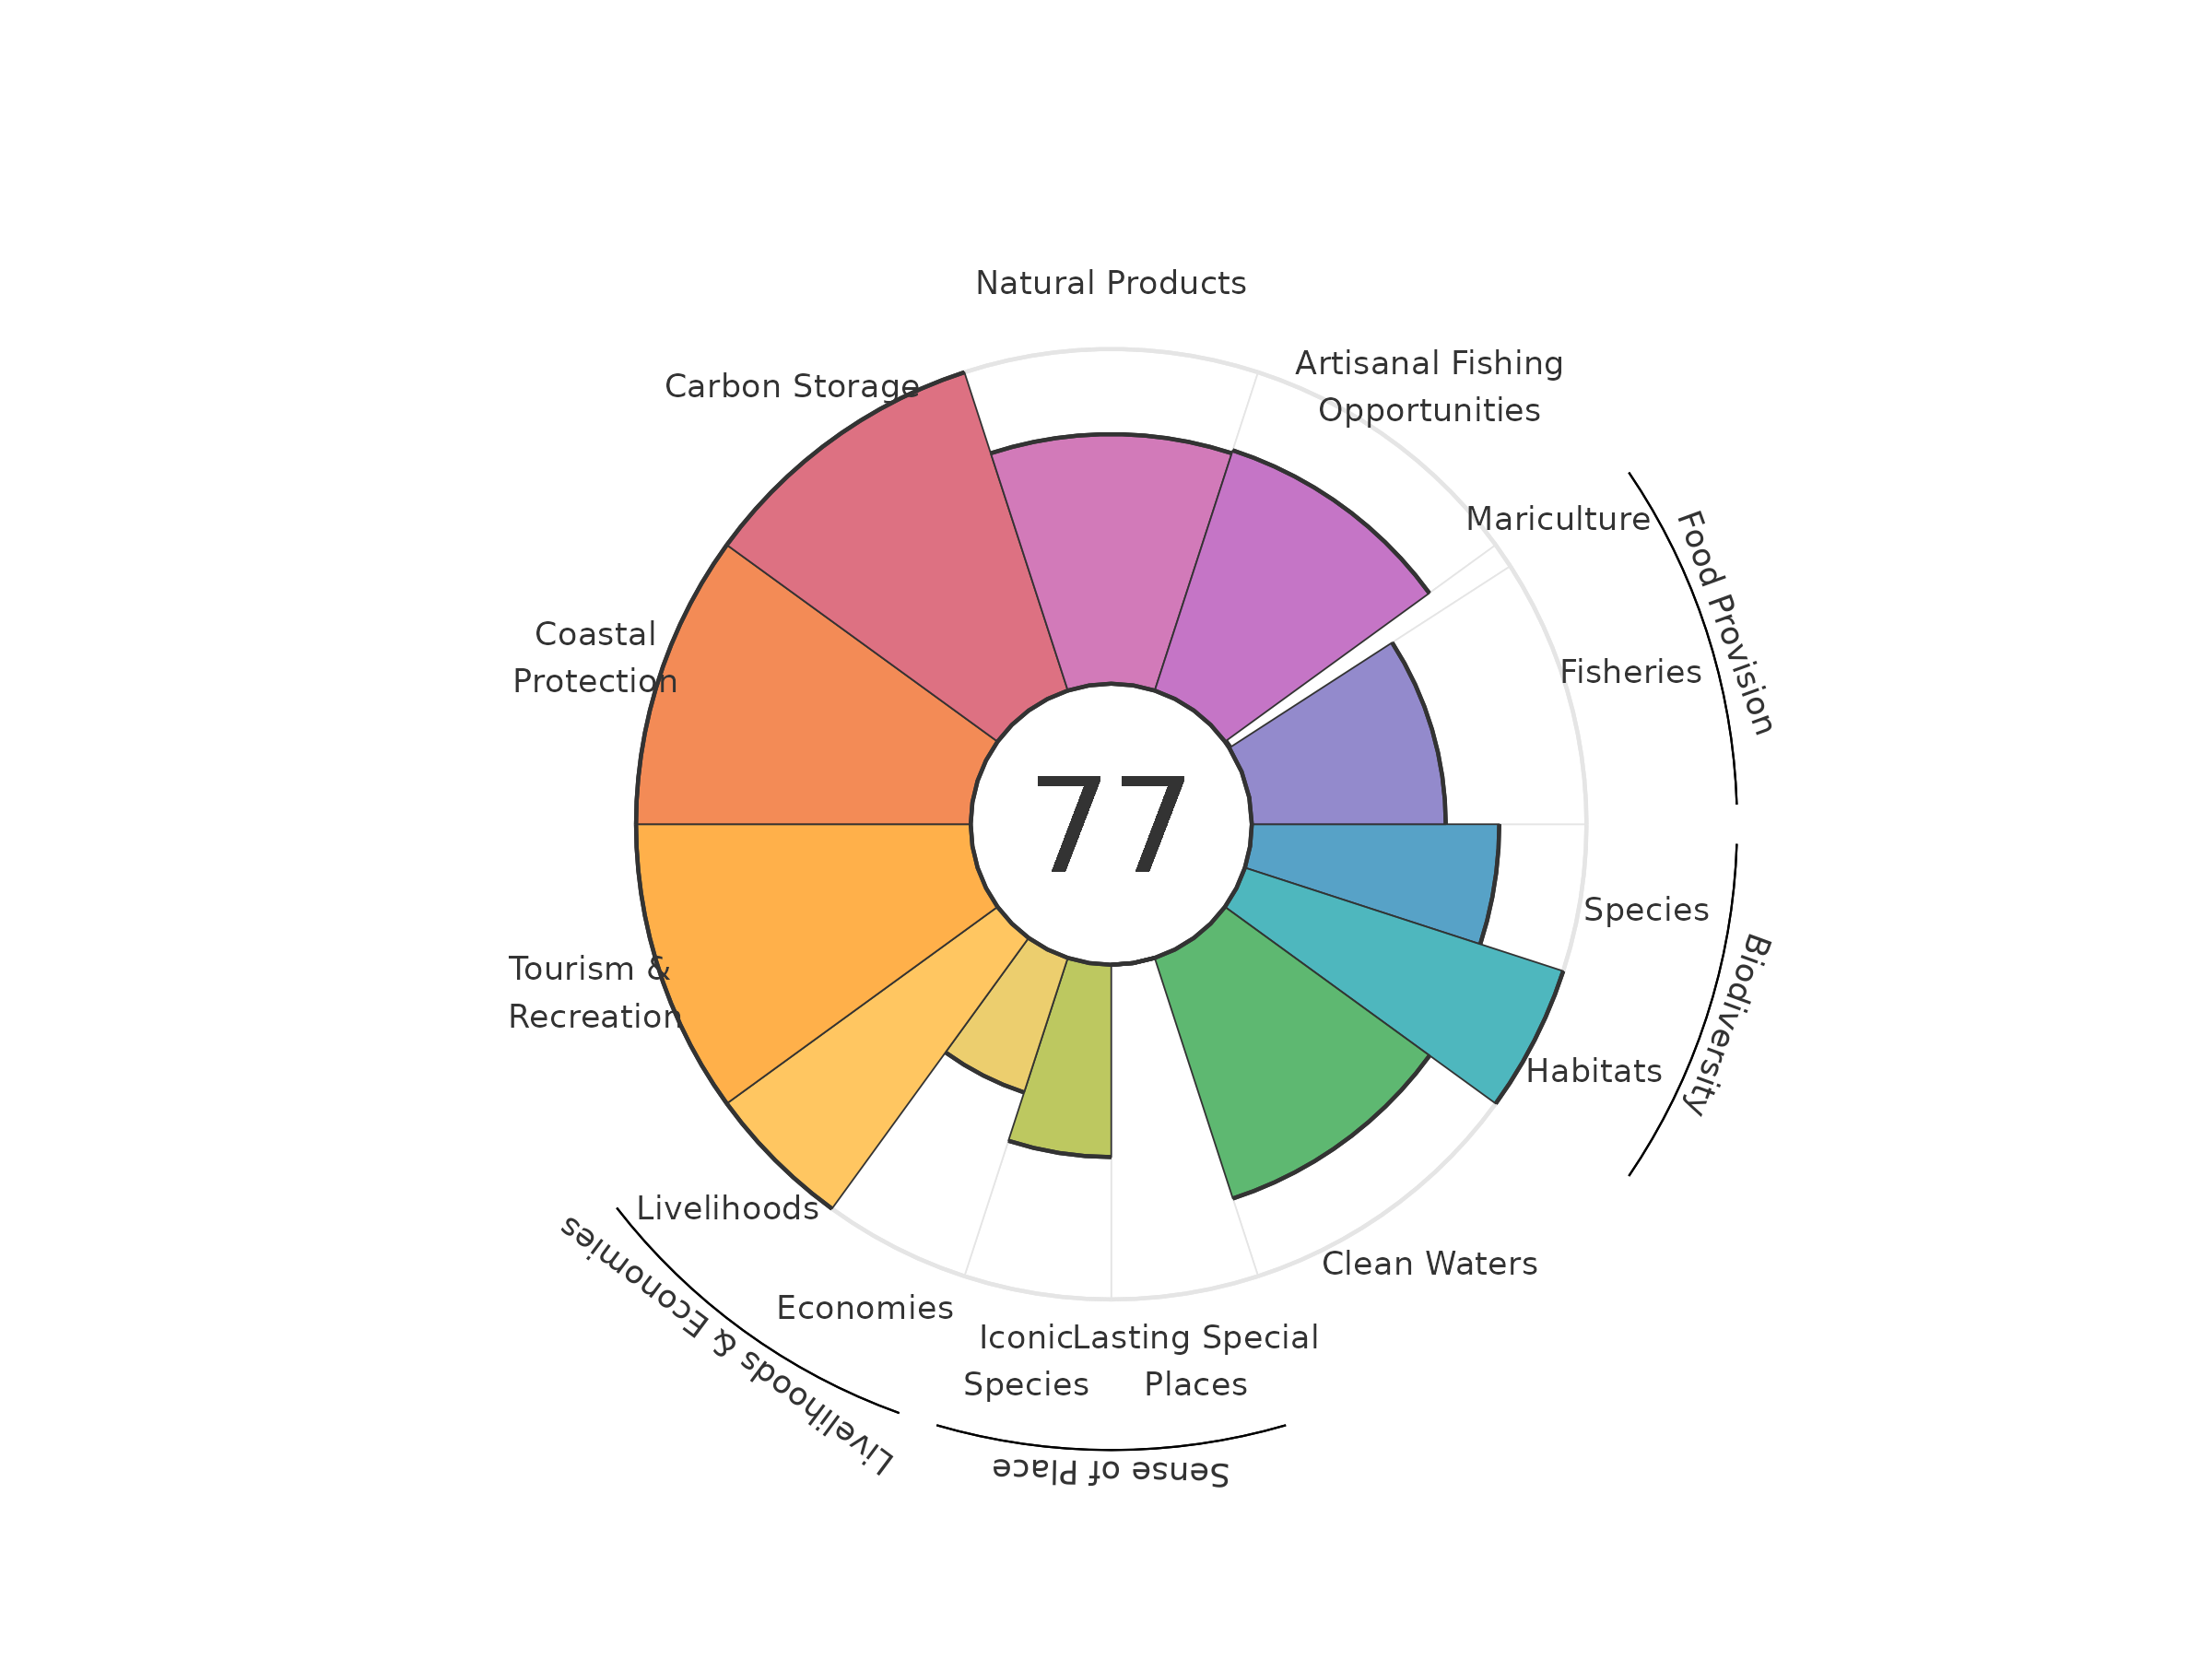 Natural Products
Artisanal Fishing
Opportunities
Carbon Storage
Mariculture
Food Provision
Coastal
Protection
Fisheries
77
Species
Biodiversity
Tourism &
Recreation
Habitats
Livelihoods
Clean Waters
Livelihoods & Economies
Economies
Iconic
Species
Lasting Special
Places
Sense of Place